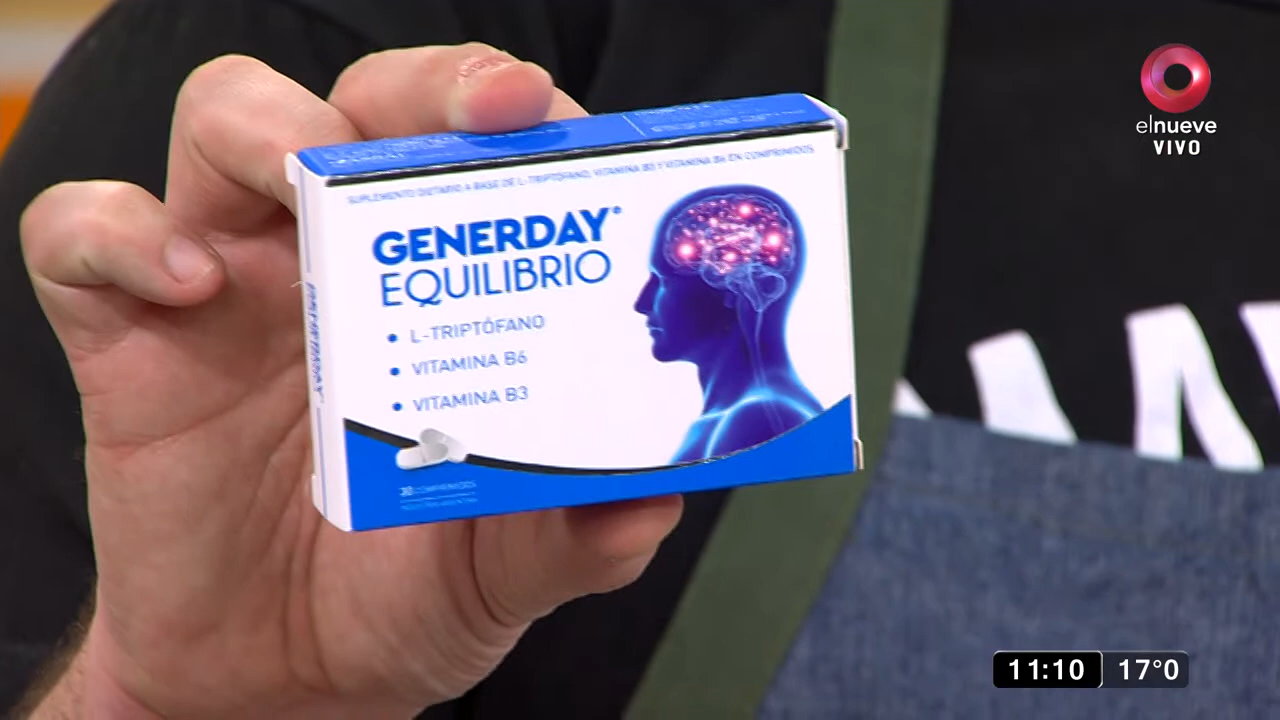 elnueve
VIVO
SUPLEMENTO DIETARIO A BASE DE L-TRIPTÓFANO, VITAMINA B3 Y VITAMINA B6 EN COMPRIMIDOS
GENERDAY®
EQUILIBRIO
• L-TRIPTÓFANO
• VITAMINA B6
• VITAMINA B3
COMPRIMIDOS
11:10 17°0